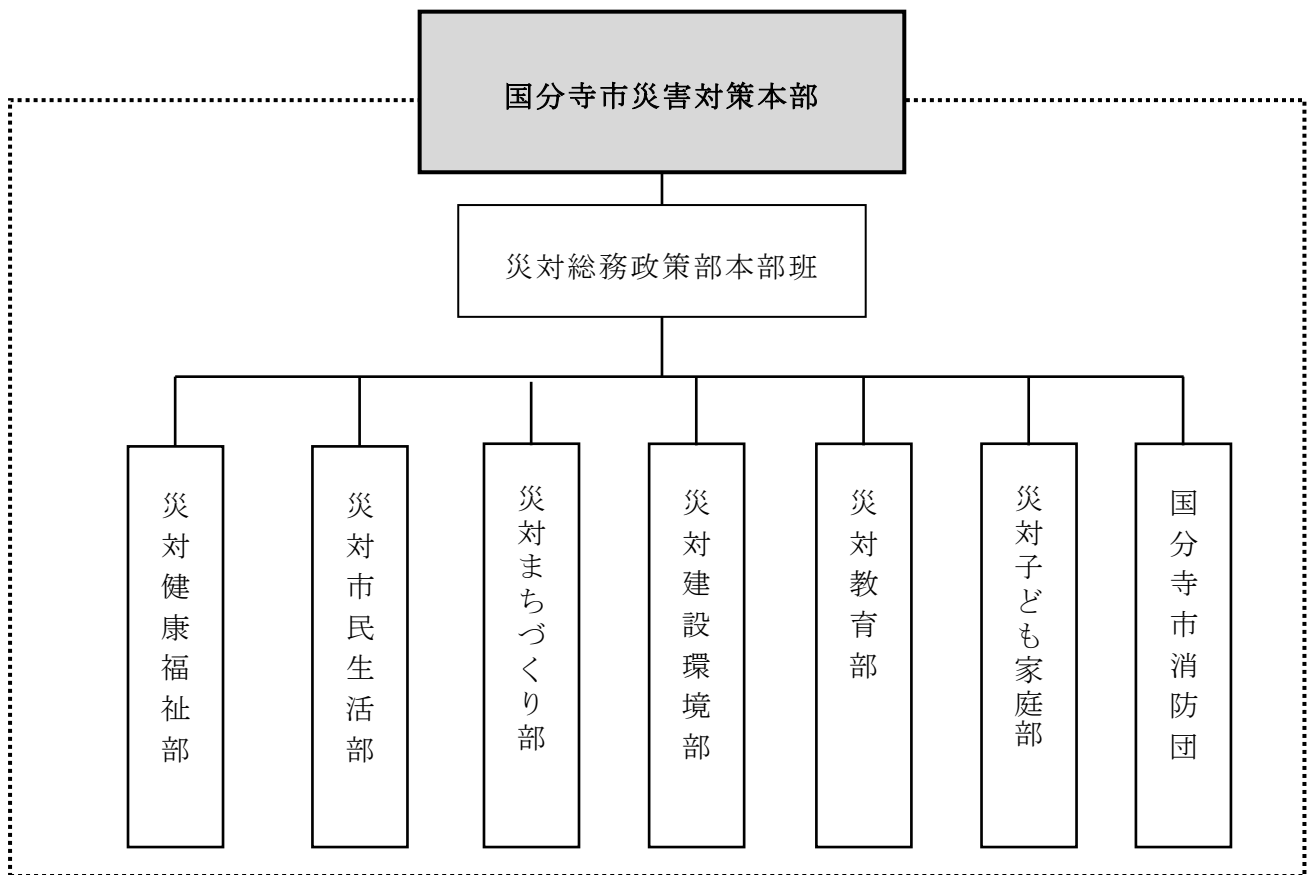 国分寺市災害対策本部
災対総務政策部本部班
災対健康福祉部
災対市民生活部
災対まちづくり部
災対建設環境部
災対教育部
災対子ども家庭部
国分寺市消防団